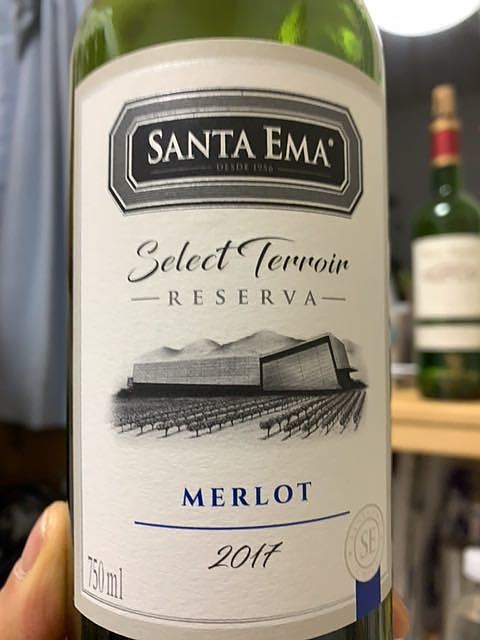 SANTA EMA®
DESDE 1956
Select Terroir
RESERVA
MERLOT
2017
750 ml
SE